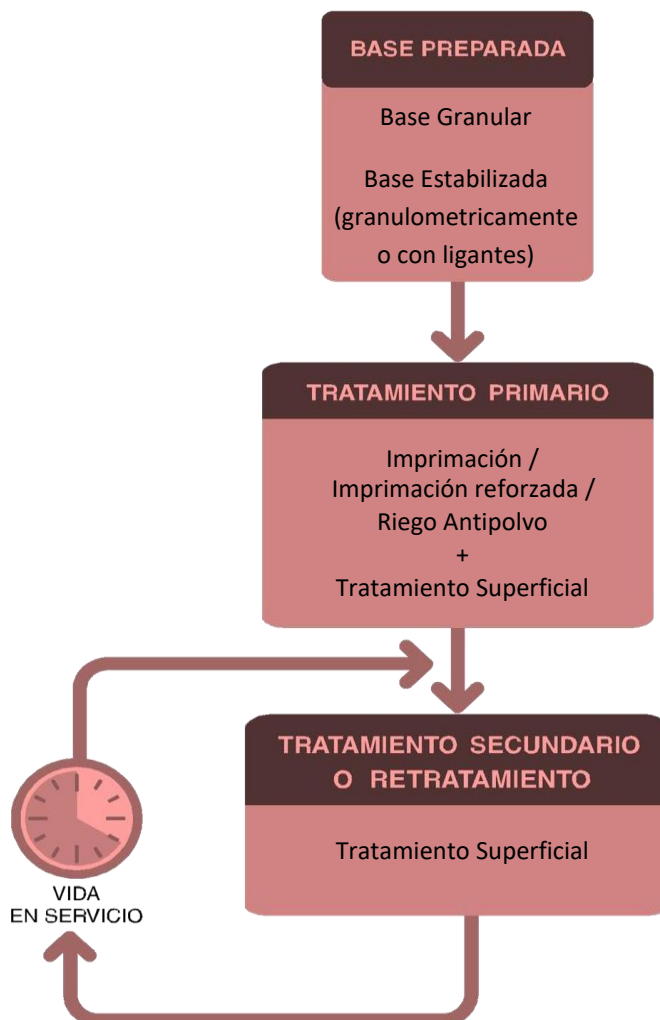 BASE PREPARADA
Base Granular
Base Estabilizada
(granulometricamente
o con ligantes)
TRATAMIENTO PRIMARIO
Imprimación /
Imprimación reforzada /
Riego Antipolvo
+
Tratamiento Superficial
TRATAMIENTO SECUNDARIO
O RETRATAMIENTO
Tratamiento Superficial
VIDA
EN SERVICIO